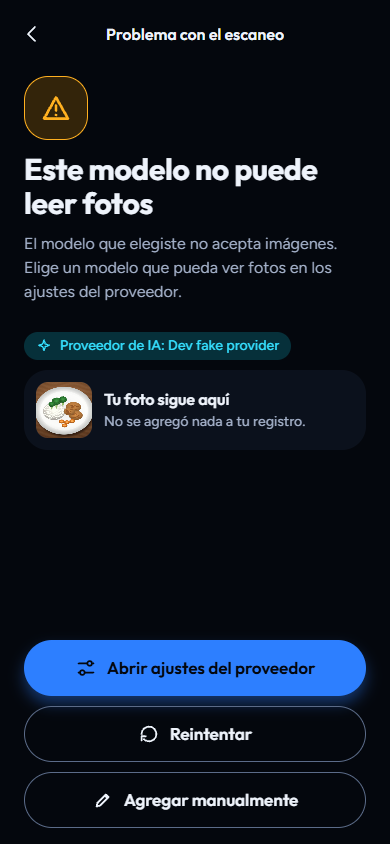 Problema con el escaneo
Este modelo no puede
leer fotos
El modelo que elegiste no acepta imágenes.
Elige un modelo que pueda ver fotos en los
ajustes del proveedor.
Proveedor de IA: Dev fake provider
Tu foto sigue aquí
No se agregó nada a tu registro.
Abrir ajustes del proveedor
Reintentar
Agregar manualmente